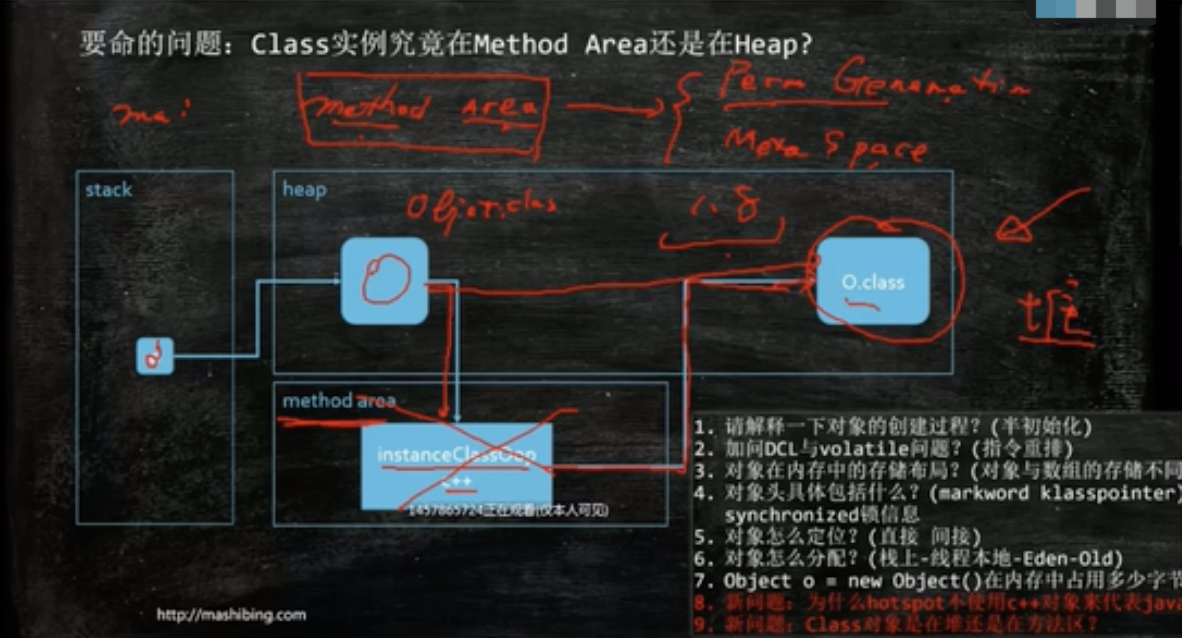 要命的问题: Class实例究竟在Method Area还是在Heap?
method area
Perm Generation
Meta Space
stack
heap
1.8
O
O.class
o
method area
instanceClassOop
c++
1457865724正在观看(仅本人可见)
1. 请解释一下对象的创建过程? (半初始化)
2. 加问DCL与volatile问题? (指令重排)
3. 对象在内存中的存储布局? (对象与数组的存储不同
4. 对象头具体包括什么? (markword klasspointer)
synchronized锁信息
5. 对象怎么定位? (直接 间接)
6. 对象怎么分配? (栈上-线程本地-Eden-Old)
7. Object o = new Object()在内存中占用多少字节
8. 新问题: 为什么hotspot不使用c++对象来代表java
9. 新问题: Class对象是在堆还是在方法区?
http://mashibing.com